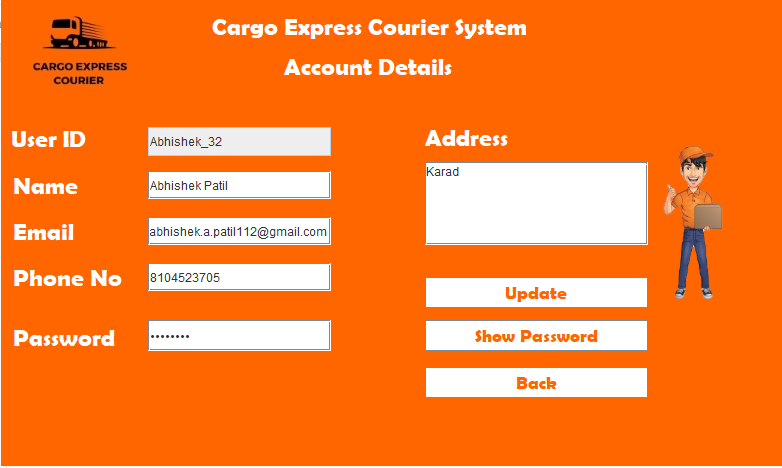 Cargo Express Courier System
CARGO EXPRESS
COURIER
Account Details
User ID
Abhishek_32
Name
Abhishek Patil
Email
abhishek.a.patil112@gmail.com
Phone No
8104523705
Password
••••••••
Address
Karad
Update
Show Password
Back